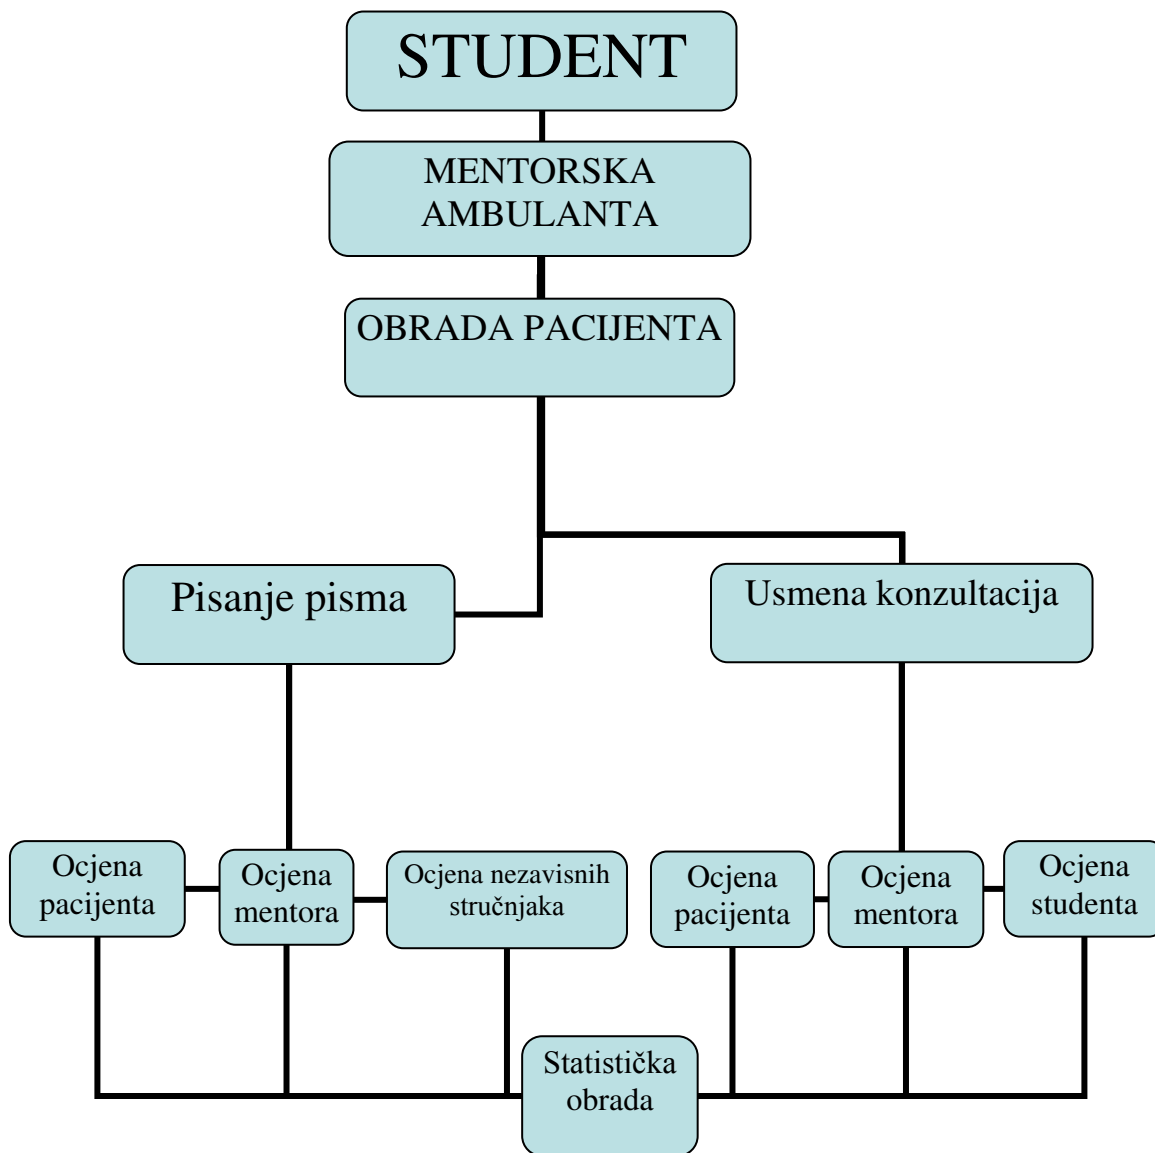 STUDENT
MENTORSKA
AMBULANTA
OBRADA PACIJENTA
Pisanje pisma
Usmena konzultacija
Ocjena
pacijenta
Ocjena
mentora
Ocjena nezavisnih
stručnjaka
Ocjena
pacijenta
Ocjena
mentora
Ocjena
studenta
Statistička
obrada